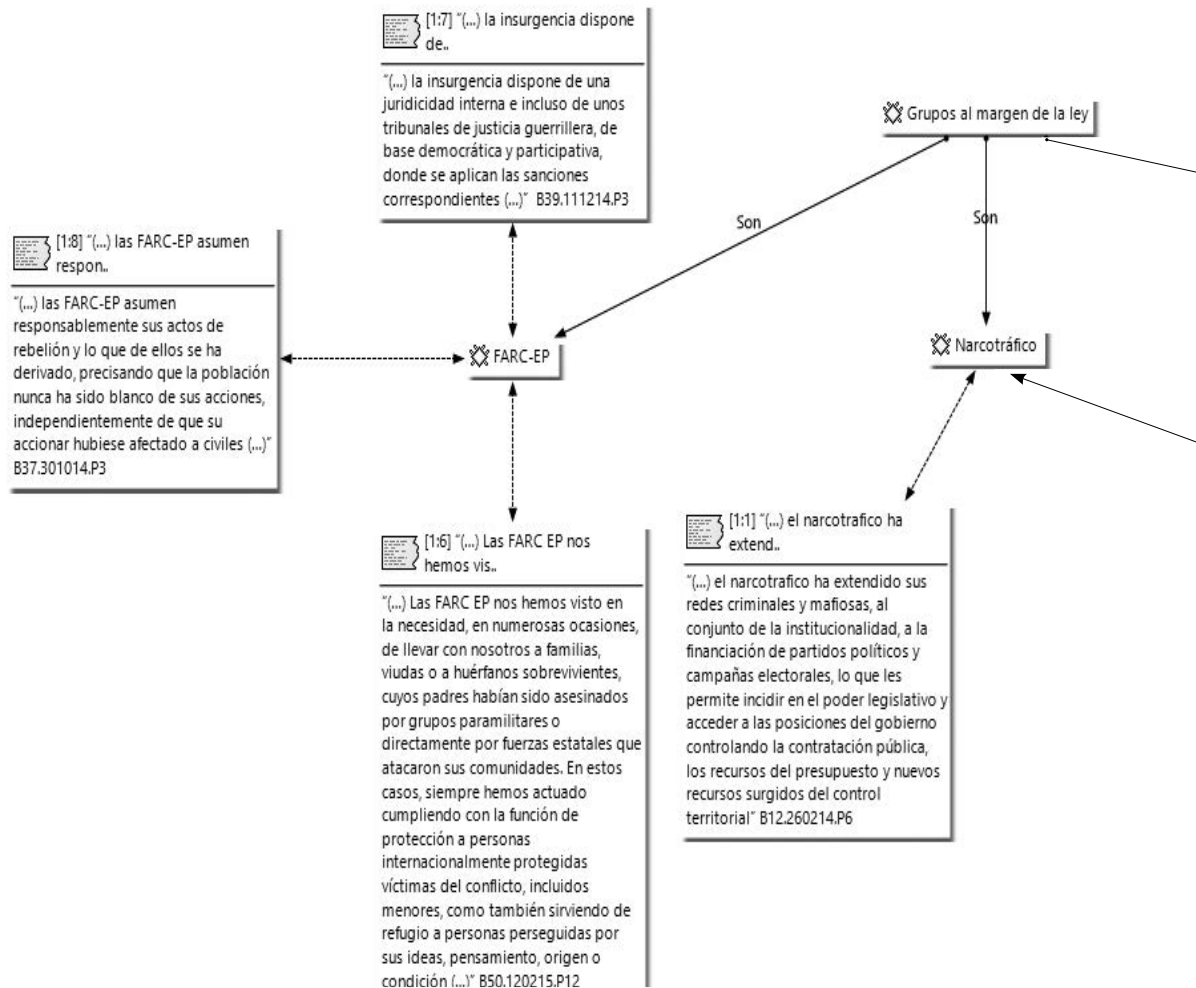 [1:7] "(...) la insurgencia dispone
de..
"(...) la insurgencia dispone de una
juridicidad interna e incluso de unos
tribunales de justicia guerrillera, de
base democrática y participativa,
donde se aplican las sanciones
correspondientes (...)" B39.111214.P3
Grupos al margen de la ley
Son
Son
[1:8] "(...) las FARC-EP asumen
respon..
"(...) las FARC-EP asumen
responsablemente sus actos de
rebelión y lo que de ellos se ha
derivado, precisando que la población
nunca ha sido blanco de sus acciones,
independientemente de que su
accionar hubiese afectado a civiles (...)"
B37.301014.P3
FARC-EP
Narcotráfico
[1:6] "(...) Las FARC EP nos
hemos vis..
"(...) Las FARC EP nos hemos visto en
la necesidad, en numerosas ocasiones,
de llevar con nosotros a familias,
viudas o a huérfanos sobrevivientes,
cuyos padres habían sido asesinados
por grupos paramilitares o
directamente por fuerzas estatales que
atacaron sus comunidades. En estos
casos, siempre hemos actuado
cumpliendo con la función de
protección a personas
internacionalmente protegidas
víctimas del conflicto, incluidos
menores, como también sirviendo de
refugio a personas perseguidas por
sus ideas, pensamiento, origen o
condición (...)" B50.120215.P12
[1:1] "(...) el narcotrafico ha
extend..
"(...) el narcotrafico ha extendido sus
redes criminales y mafiosas, al
conjunto de la institucionalidad, a la
financiación de partidos políticos y
campañas electorales, lo que les
permite incidir en el poder legislativo y
acceder a las posiciones del gobierno
controlando la contratación pública,
los recursos del presupuesto y nuevos
recursos surgidos del control
territorial" B12.260214.P6